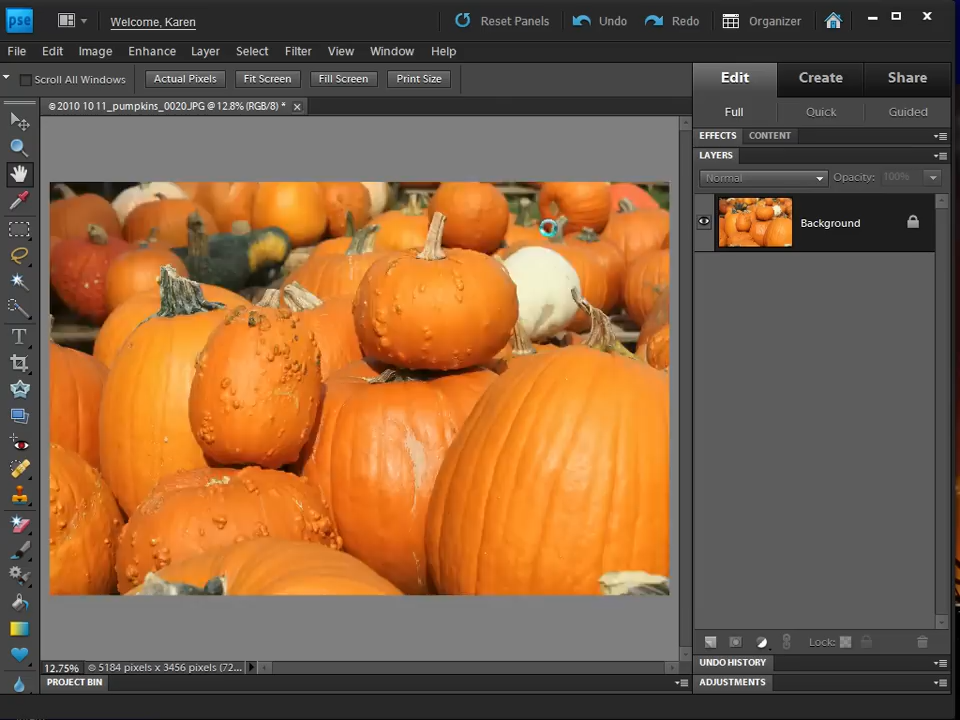 pse Welcome, Karen Reset Panels Undo Redo Organizer
File Edit Image Enhance Layer Select Filter View Window Help
Scroll All Windows Actual Pixels Fit Screen Fill Screen Print Size
Edit Create Share
©2010 10 11_pumpkins_0020.JPG @ 12.8% (RGB/8) *
Full Quick Guided
EFFECTS CONTENT
LAYERS
Normal Opacity: 100%
Background
T
Lock:
12.75% © 5184 pixels x 3456 pixels (72...
UNDO HISTORY
PROJECT BIN
ADJUSTMENTS